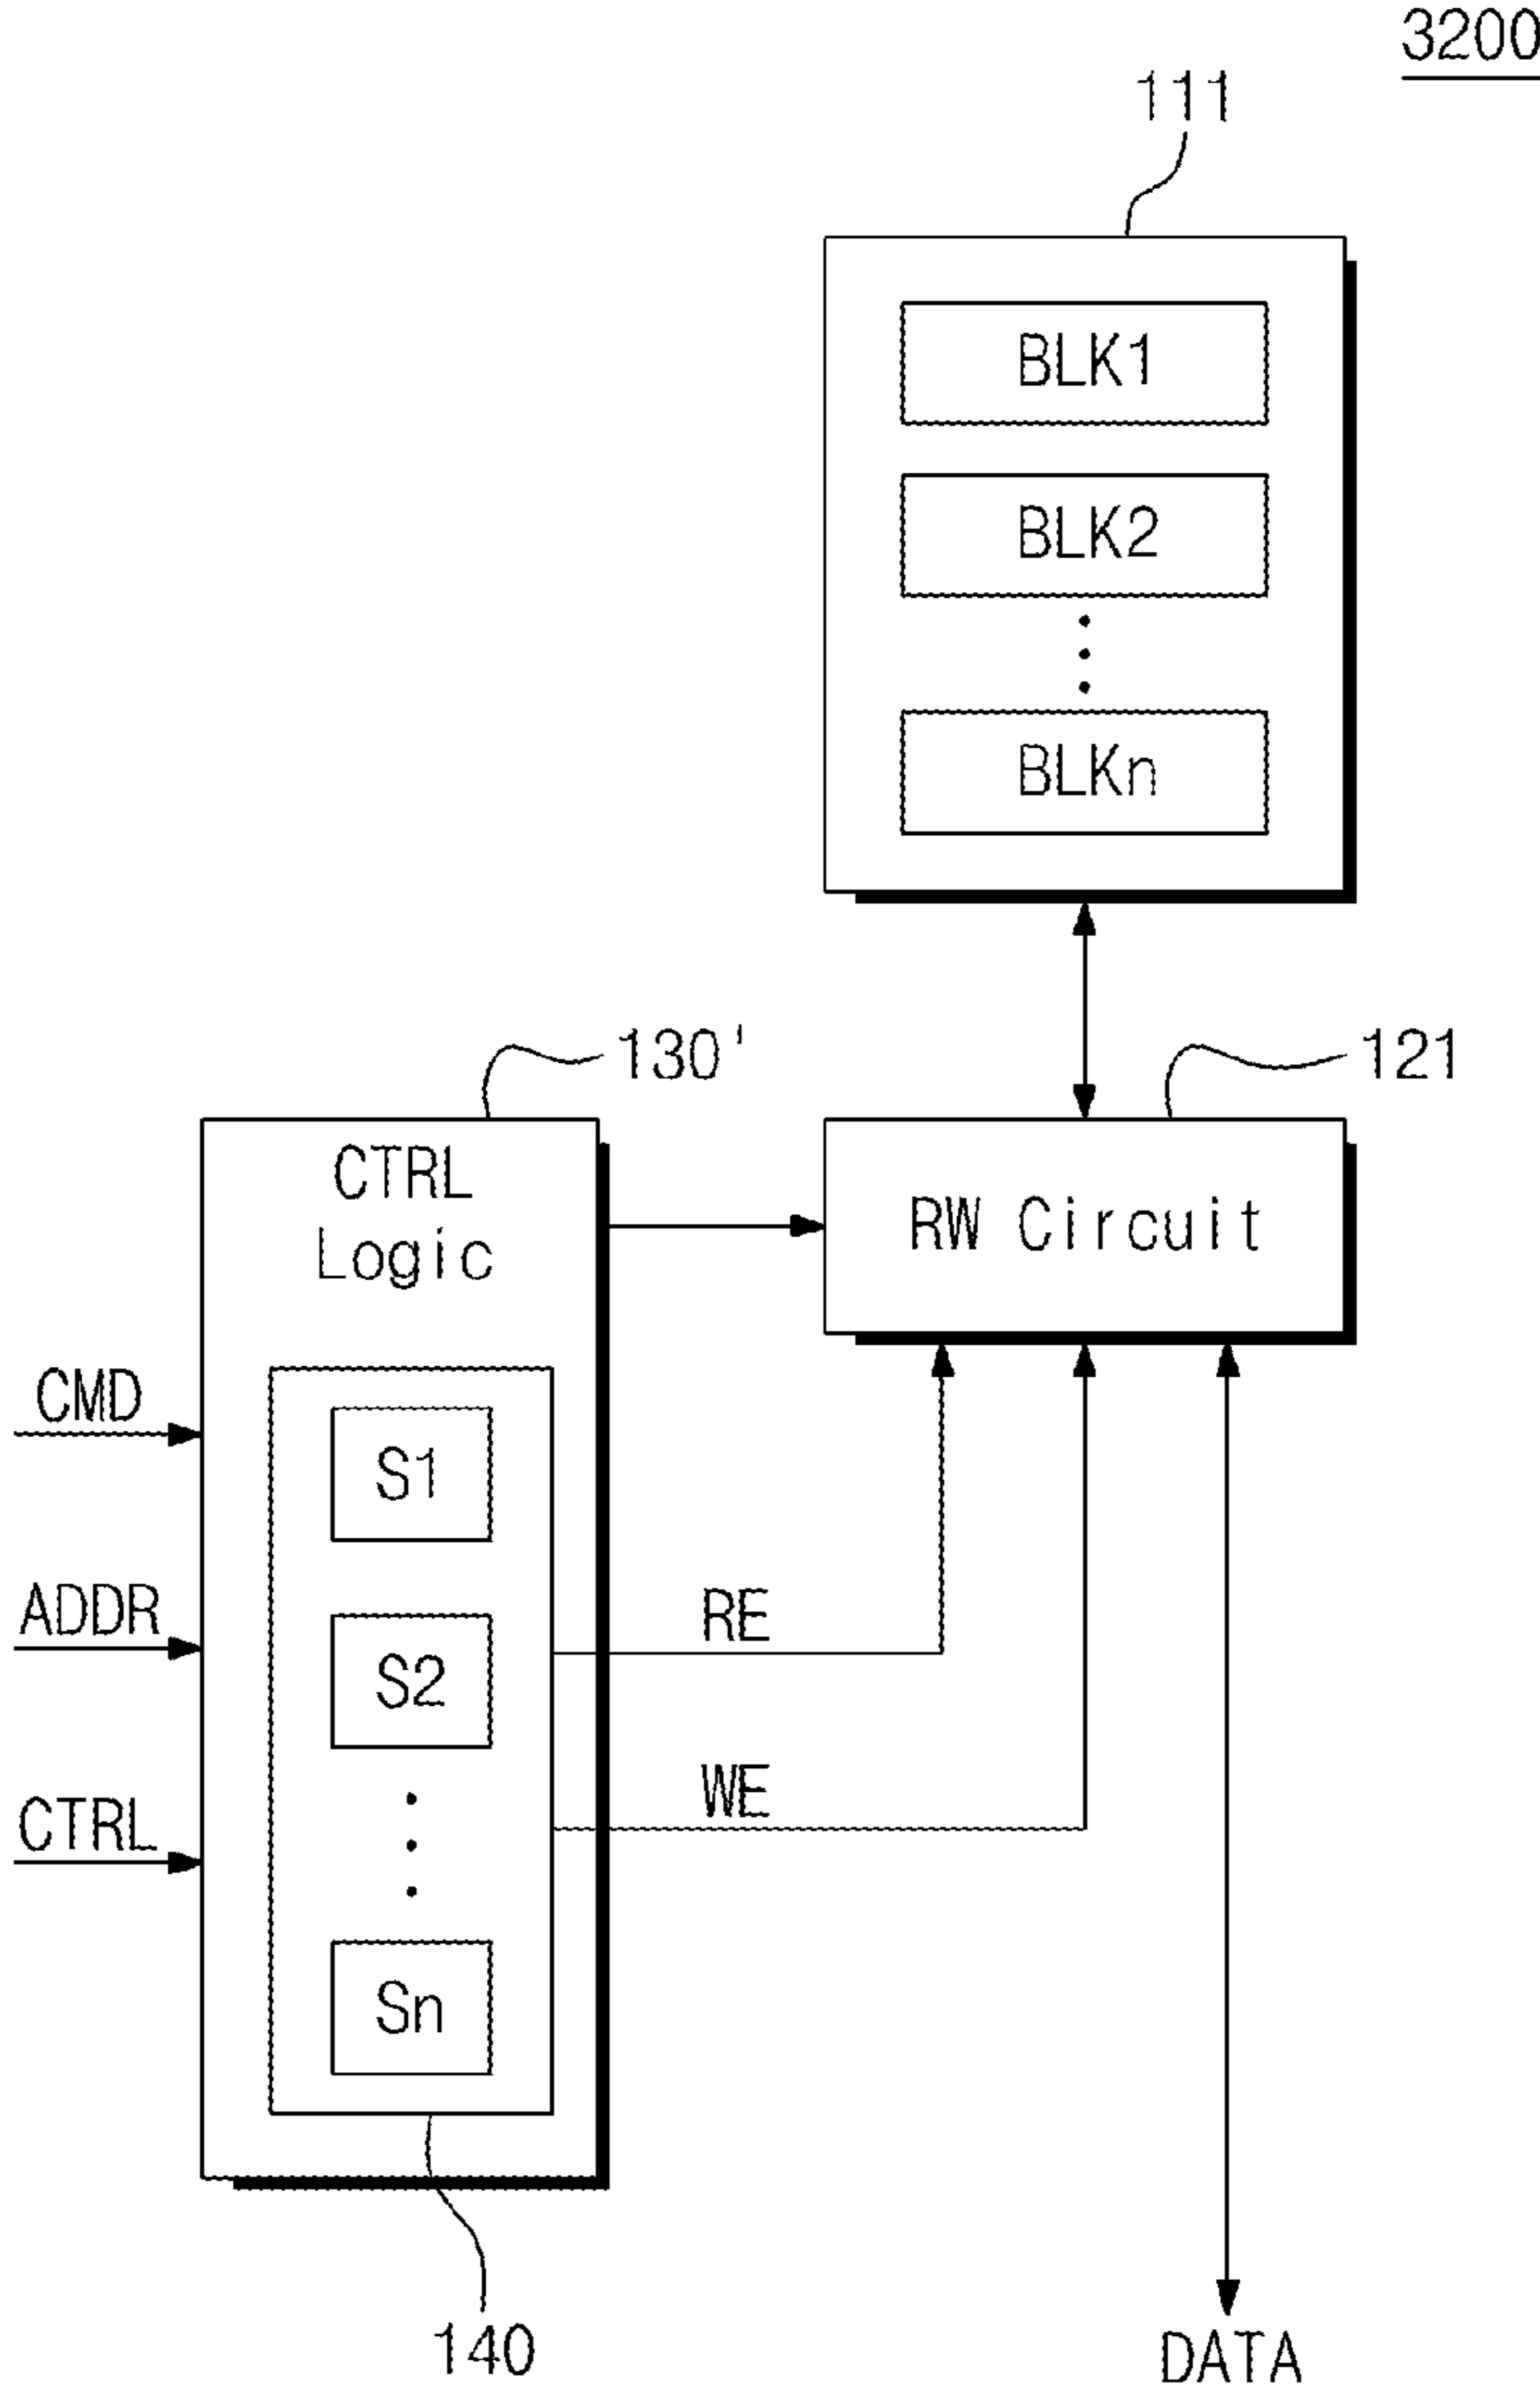 3200
111
BLK1
BLK2
BLKn
130'
121
CTRL
Logic
RW Circuit
CMD
S1
ADDR
RE
S2
CTRL
WE
Sn
140
DATA